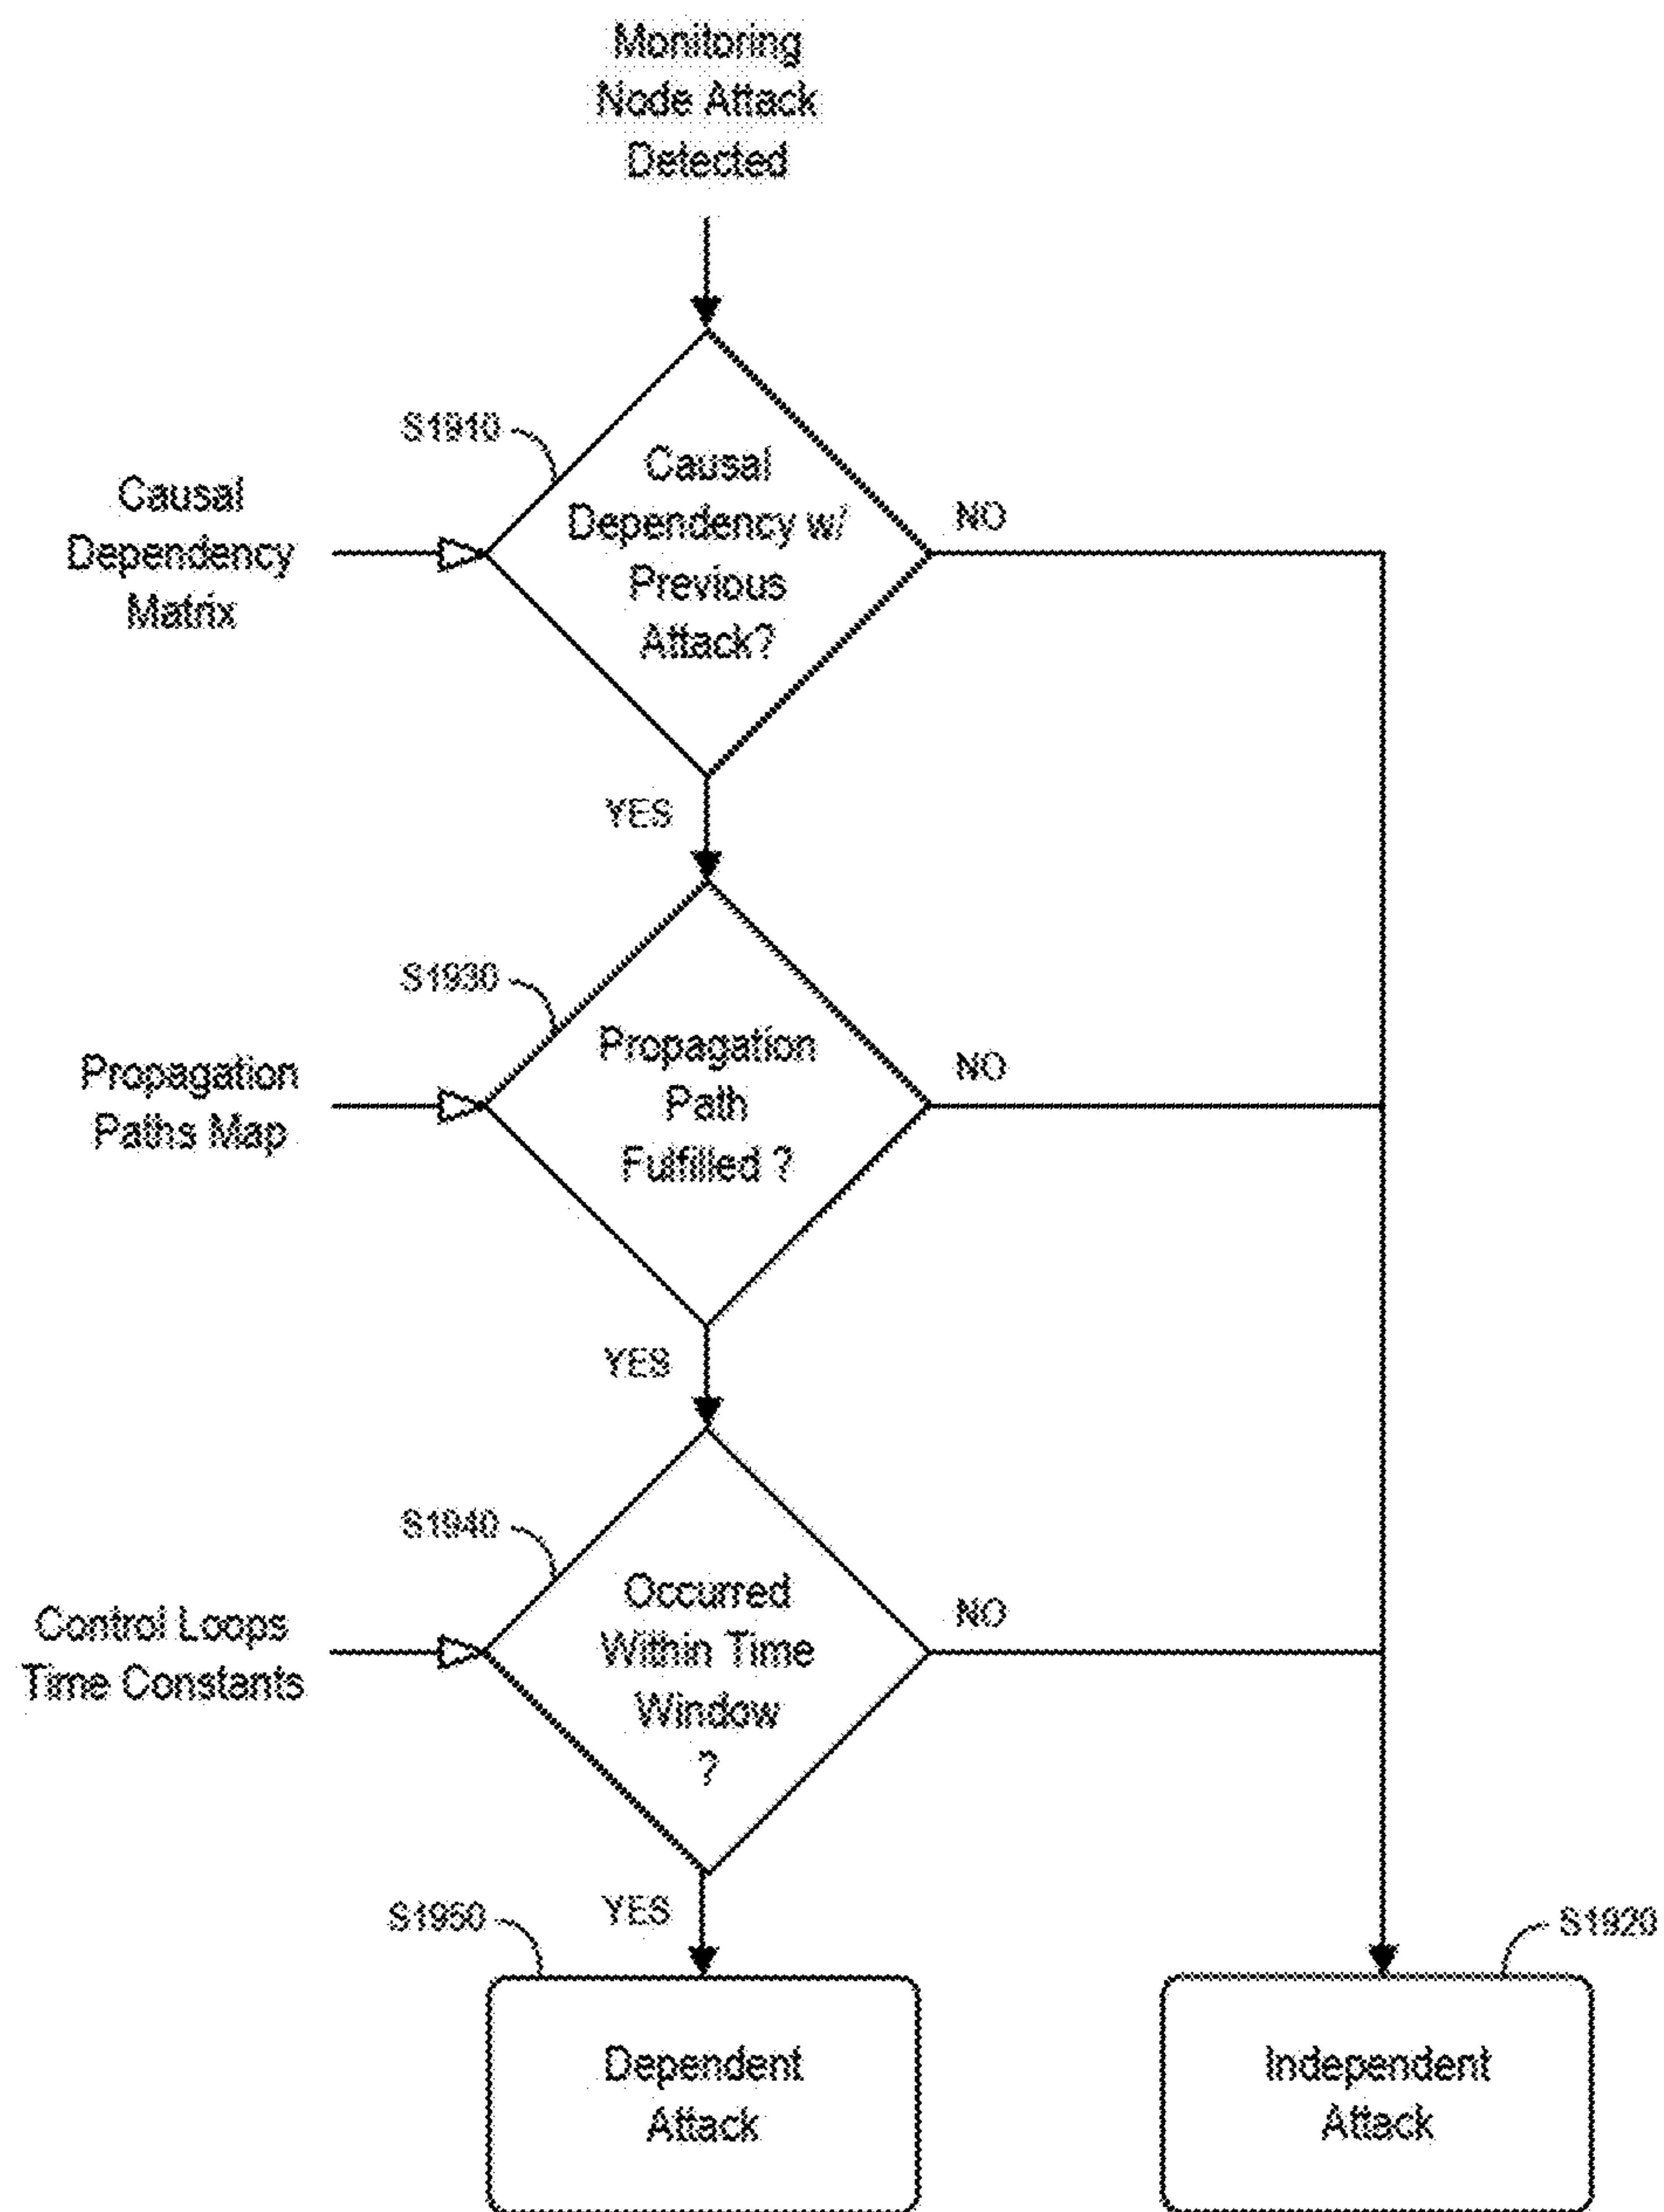 Monitoring
Node Attack
Detected
S1910
Causal
Dependency
Matrix
Causal
Dependency w/
Previous
Attack?
NO
YES
S1930
Propagation
Paths Map
Propagation
Path
Fulfilled ?
NO
YES
S1940
Control Loops
Time Constants
Occurred
Within Time
Window
?
NO
YES
S1950
Dependent
Attack
S1920
Independent
Attack